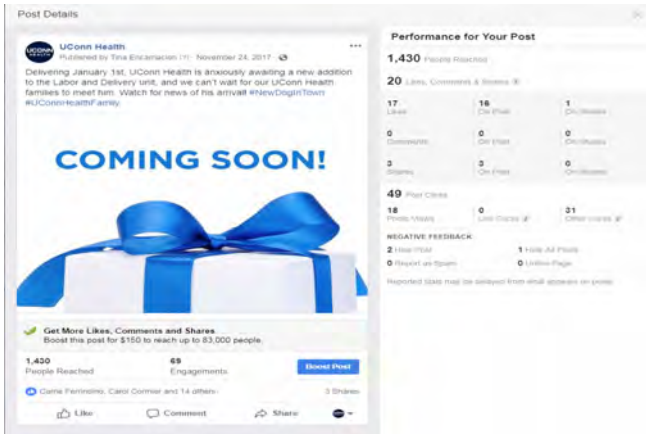 Post Details
UCONN HEALTH
UConn Health
Published by Tina Encarnacion · November 24, 2017 ·
Delivering January 1st, UConn Health is anxiously awaiting a new addition
to the Labor and Delivery unit, and we can't wait for our UConn Health
families to meet him. Watch for news of his arrival! #NewDogInTown
#UConnHealthFamily
COMING SOON!
Get More Likes, Comments and Shares
Boost this post for $150 to reach up to 83,000 people.
1,430
People Reached
69
Engagements
Boost Post
Carrie Ferrindino, Carol Cormier and 14 others
3 Shares
Like
Comment
Share
Performance for Your Post
1,430 People Reached
20 Likes, Comments & Shares
17
Likes
16
On Post
1
On Shares
0
Comments
0
On Post
0
On Shares
3
Shares
3
On Post
0
On Shares
49 Post Clicks
18
Photo Views
0
Link Clicks
31
Other Clicks
NEGATIVE FEEDBACK
2 Hide Post
1 Hide All Posts
0 Report as Spam
0 Unlike Page
Reported stats may be delayed from what appears on posts